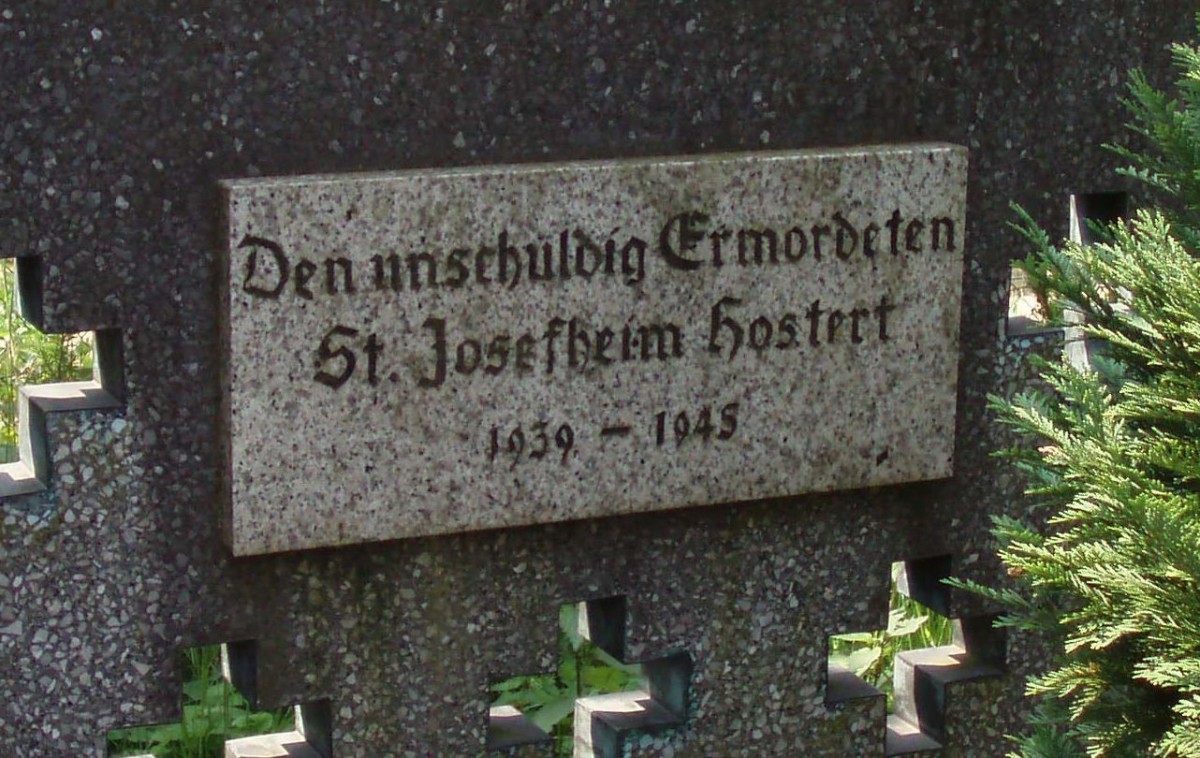 Den unschuldig Ermordeten
St. Josefheim Hostert
1939 – 1945